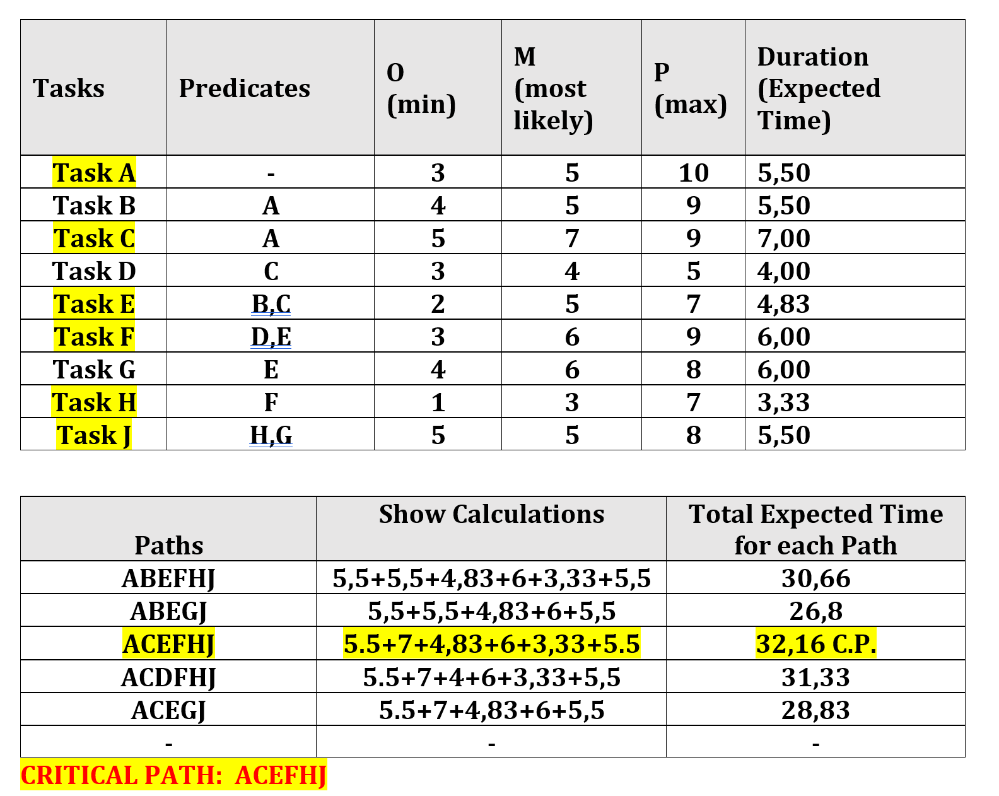 Tasks Predicates O (min) M (most likely) P (max) Duration (Expected Time)
Task A - 3 5 10 5,50
Task B A 4 5 9 5,50
Task C A 5 7 9 7,00
Task D C 3 4 5 4,00
Task E B,C 2 5 7 4,83
Task F D,E 3 6 9 6,00
Task G E 4 6 8 6,00
Task H F 1 3 7 3,33
Task J H,G 5 5 8 5,50
Paths Show Calculations Total Expected Time for each Path
ABEFHJ 5,5+5,5+4,83+6+3,33+5,5 30,66
ABEGJ 5,5+5,5+4,83+6+5,5 26,8
ACEFHJ 5.5+7+4,83+6+3,33+5.5 32,16 C.P.
ACDFHJ 5.5+7+4+6+3,33+5,5 31,33
ACEGJ 5.5+7+4,83+6+5,5 28,83
- - -
CRITICAL PATH: ACEFHJ